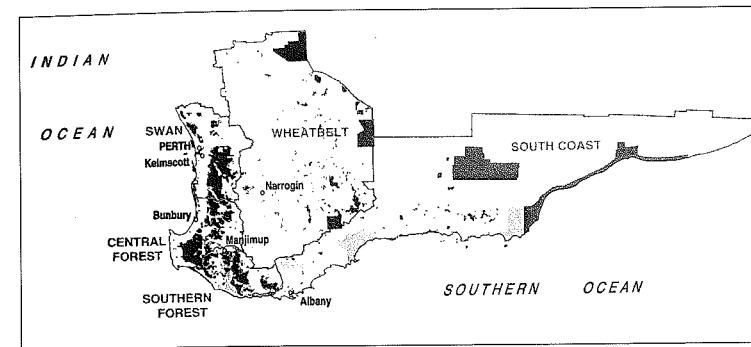 INDIAN
OCEAN
SWAN
PERTH
Kelmscott
WHEATBELT
SOUTH COAST
Narrogin
Bunbury
CENTRAL
FOREST
Manjimup
SOUTHERN
FOREST
Albany
SOUTHERN OCEAN